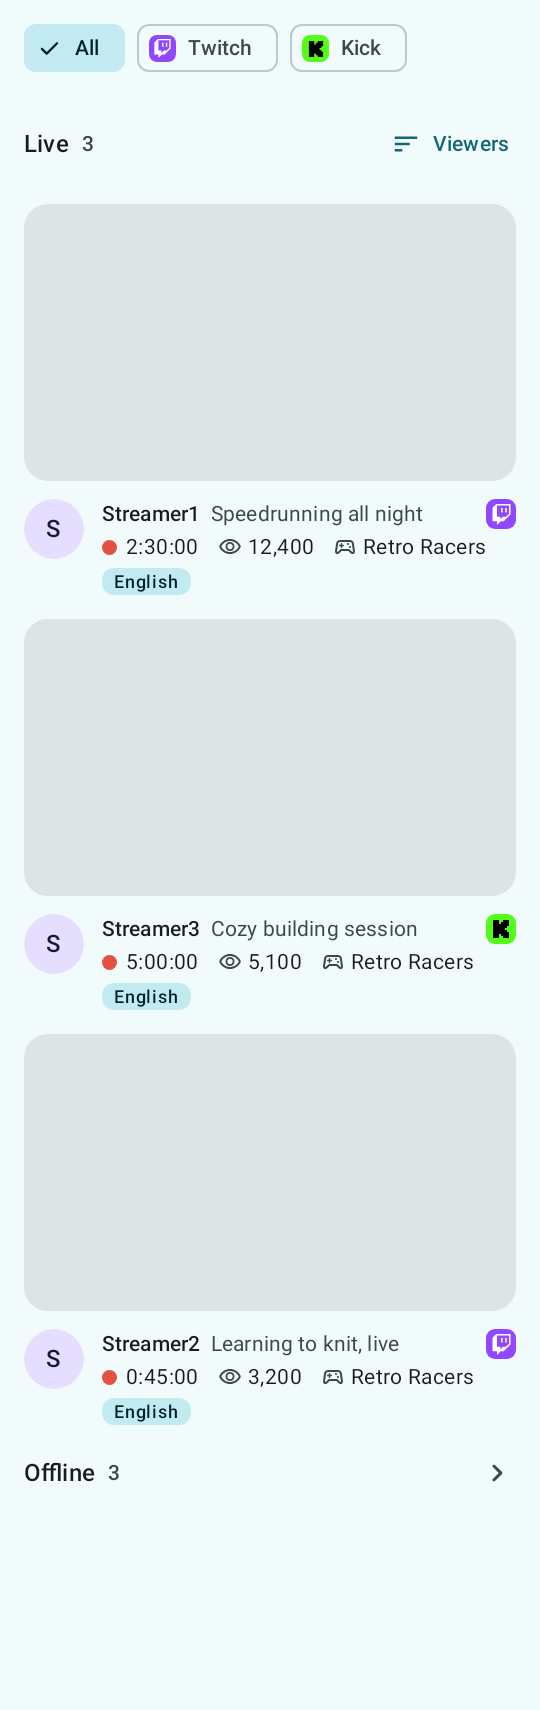 All Twitch Kick
Live 3 Viewers
S Streamer1 Speedrunning all night
2:30:00 12,400 Retro Racers
English
S Streamer3 Cozy building session
5:00:00 5,100 Retro Racers
English
S Streamer2 Learning to knit, live
0:45:00 3,200 Retro Racers
English
Offline 3